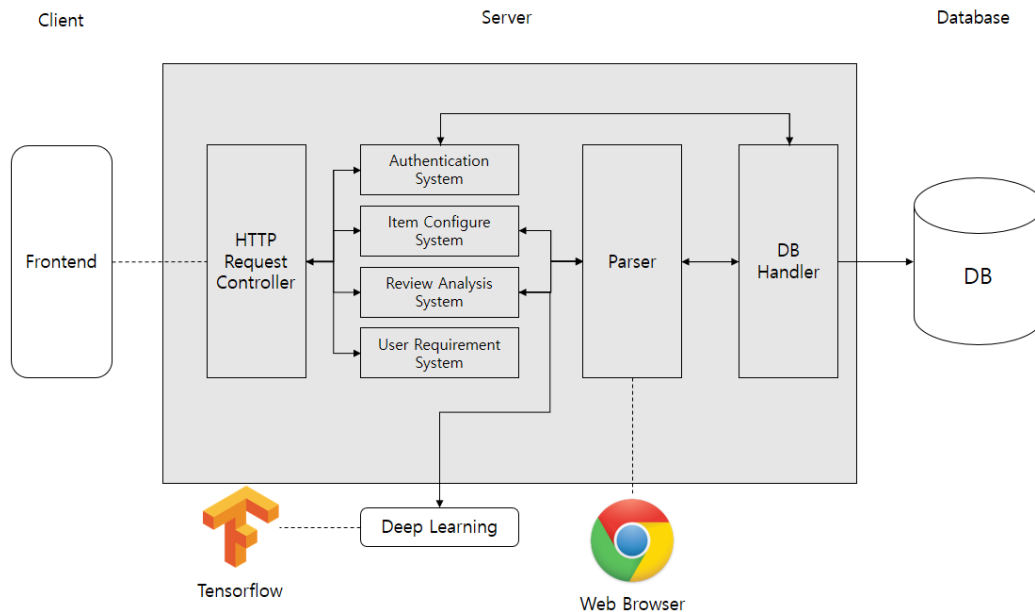 Client
Server
Database
Frontend
HTTP
Request
Controller
Authentication
System
Item Configure
System
Review Analysis
System
User Requirement
System
Parser
DB
Handler
DB
Deep Learning
Tensorflow
Web Browser